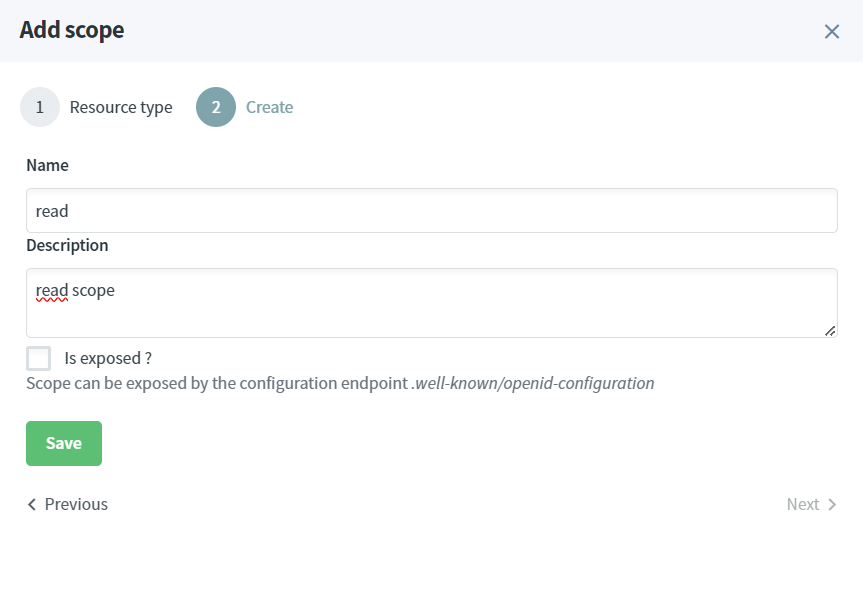 Add scope
1 Resource type 2 Create
Name
read
Description
read scope
Is exposed ?
Scope can be exposed by the configuration endpoint .well-known/openid-configuration
Save
Previous Next